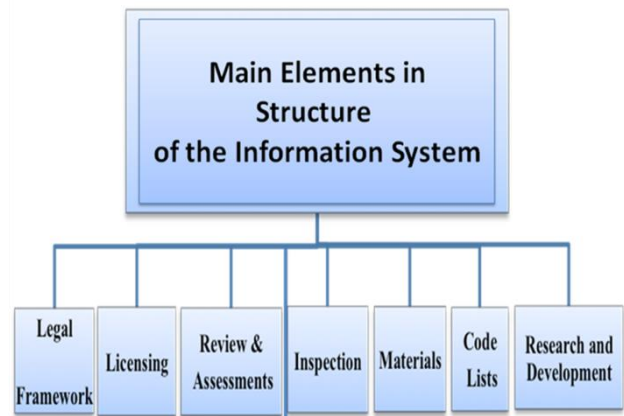 Main Elements in
Structure
of the Information System
Legal
Framework
Licensing
Review &
Assessments
Inspection
Materials
Code
Lists
Research and
Development